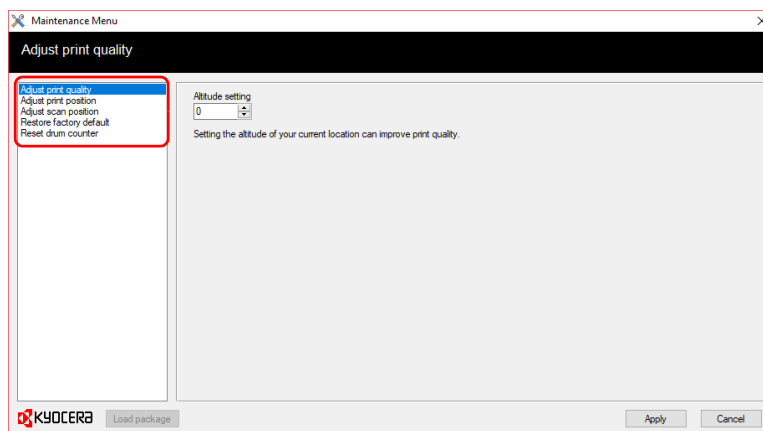 Maintenance Menu
Adjust print quality
Adjust print quality
Adjust print position
Adjust scan position
Restore factory default
Reset drum counter
Altitude setting
0
Setting the altitude of your current location can improve print quality.
KYOCERA
Load package
Apply
Cancel